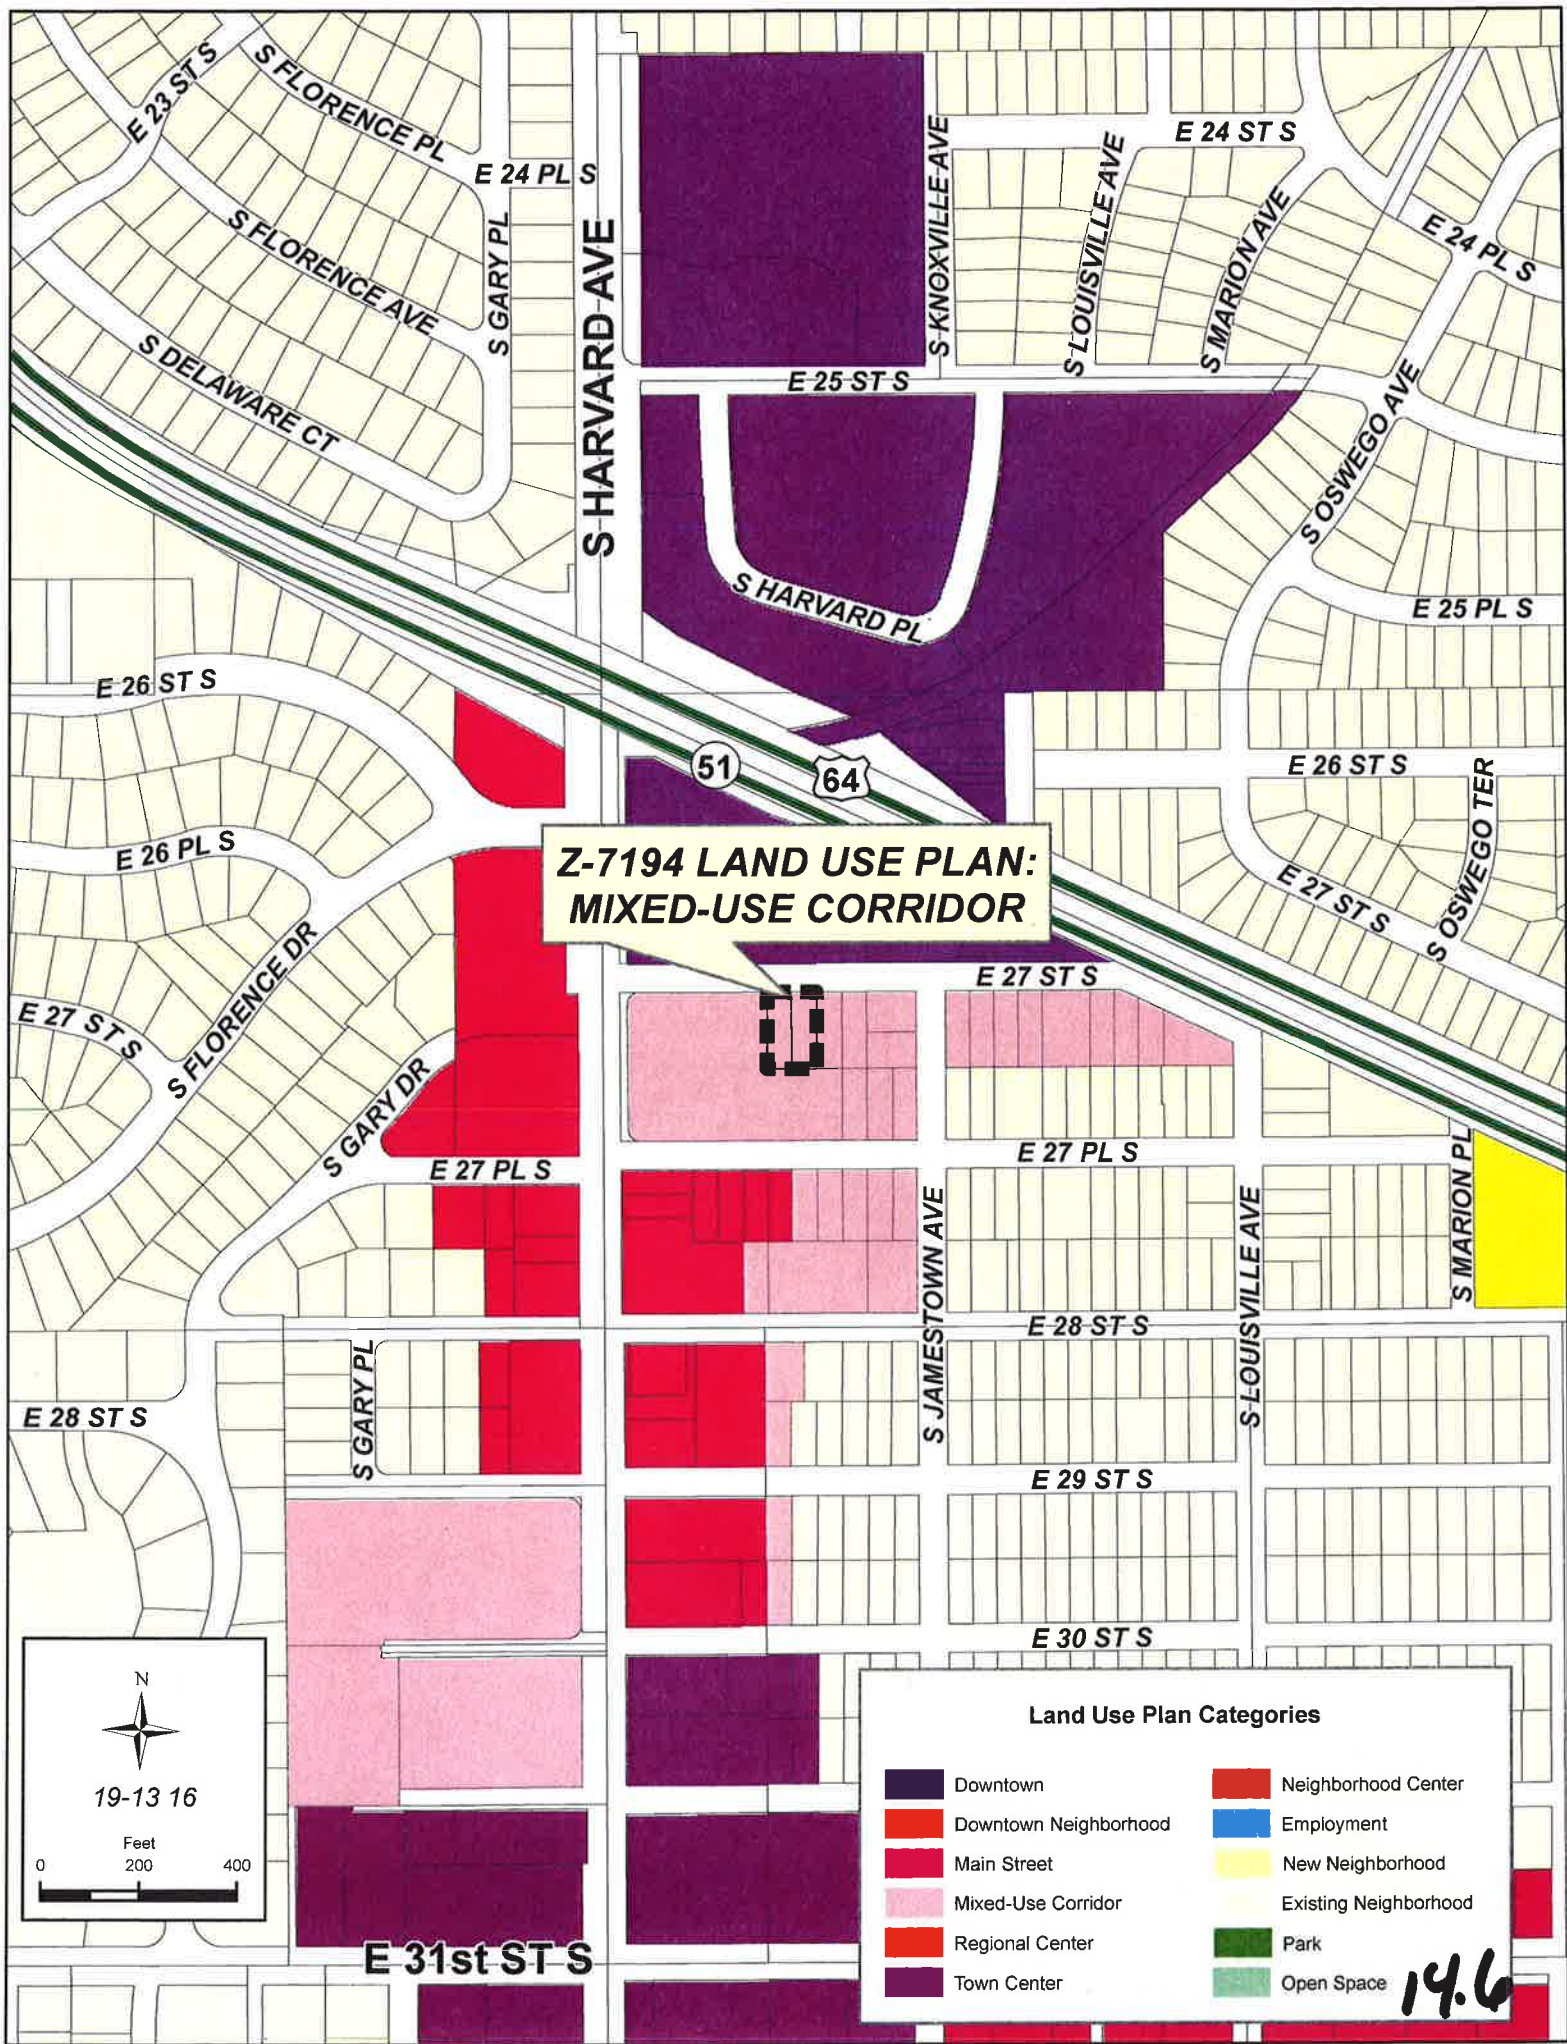 E 23 ST S
S FLORENCE PL
E 24 PL S
S FLORENCE AVE
S GARY PL
S DELAWARE CT
S HARVARD AVE
S KNOXVILLE AVE
E 24 ST S
S LOUISVILLE AVE
S MARION AVE
E 24 PL S
E 25 ST S
S OSWEGO AVE
S HARVARD PL
E 25 PL S
E 26 ST S
51
64
E 26 ST S
S OSWEGO TER
E 26 PL S
Z-7194 LAND USE PLAN:
MIXED-USE CORRIDOR
E 27 ST S
S FLORENCE DR
E 27 ST S
E 27 ST S
S GARY DR
E 27 PL S
E 27 PL S
S MARION PL
S JAMESTOWN AVE
S LOUISVILLE AVE
E 28 ST S
S GARY PL
E 28 ST S
E 29 ST S
E 30 ST S
N
19-13 16
Feet
0 200 400
E 31st ST S
Land Use Plan Categories
Downtown
Downtown Neighborhood
Main Street
Mixed-Use Corridor
Regional Center
Town Center
Neighborhood Center
Employment
New Neighborhood
Existing Neighborhood
Park
Open Space
14.6